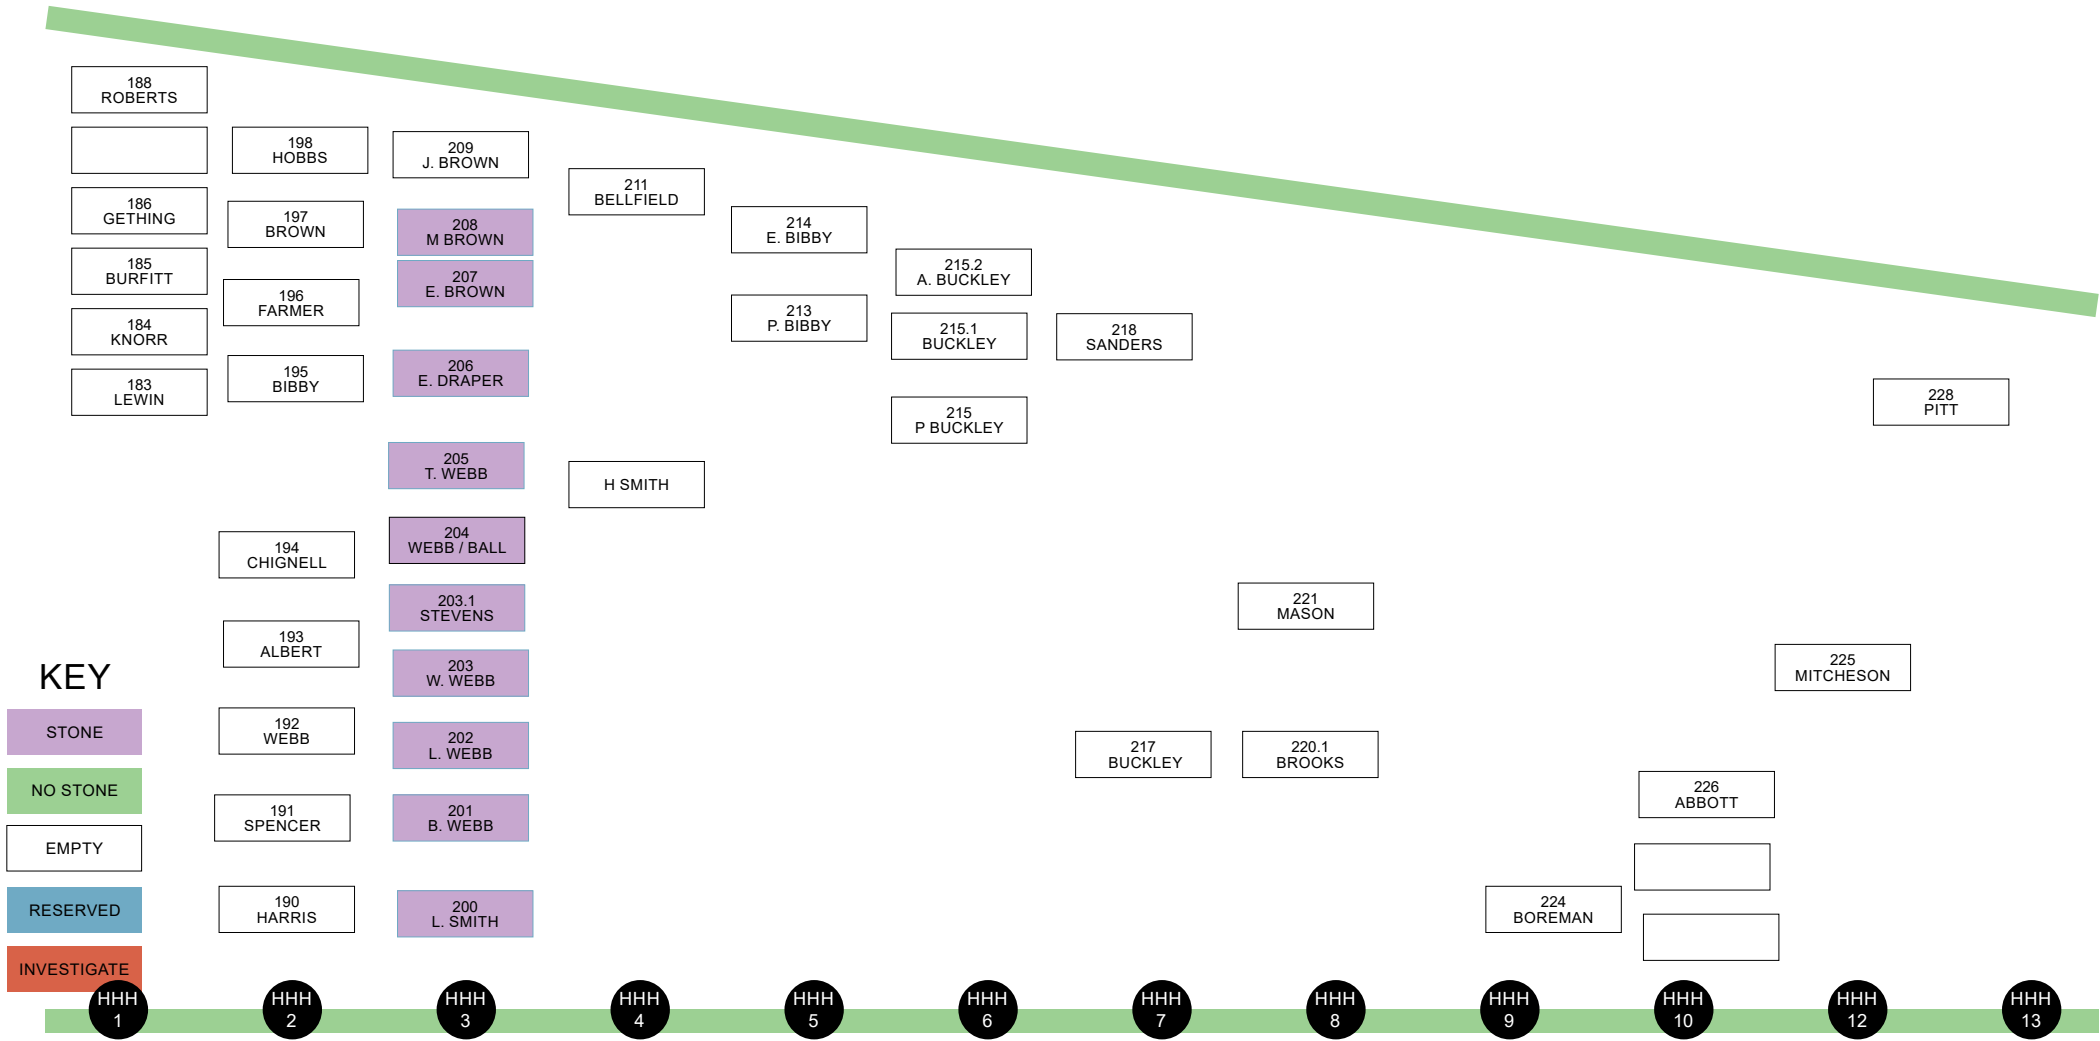 188
ROBERTS
186
GETHING
185
BURFITT
184
KNORR
183
LEWIN
198
HOBBS
197
BROWN
196
FARMER
195
BIBBY
194
CHIGNELL
193
ALBERT
192
WEBB
191
SPENCER
190
HARRIS
209
J. BROWN
208
M BROWN
207
E. BROWN
206
E. DRAPER
205
T. WEBB
204
WEBB / BALL
203.1
STEVENS
203
W. WEBB
202
L. WEBB
201
B. WEBB
200
L. SMITH
211
BELLFIELD
H SMITH
214
E. BIBBY
213
P. BIBBY
215.2
A. BUCKLEY
215.1
BUCKLEY
215
P BUCKLEY
218
SANDERS
217
BUCKLEY
221
MASON
220.1
BROOKS
224
BOREMAN
226
ABBOTT
225
MITCHESON
228
PITT
KEY
STONE
NO STONE
EMPTY
RESERVED
INVESTIGATE
HHH
1
HHH
2
HHH
3
HHH
4
HHH
5
HHH
6
HHH
7
HHH
8
HHH
9
HHH
10
HHH
12
HHH
13